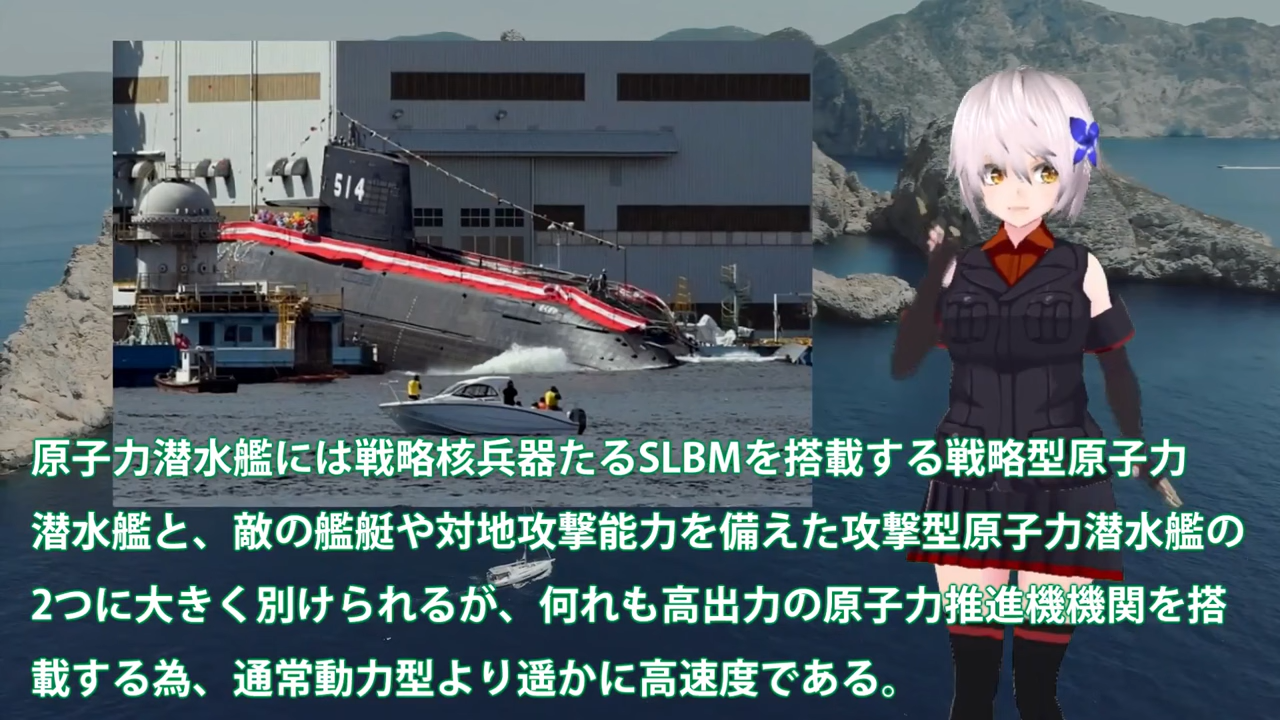 514
原子力潜水艦には戦略核兵器たるSLBMを搭載する戦略型原子力
潜水艦と、敵の艦艇や対地攻撃能力を備えた攻撃型原子力潜水艦の
2つに大きく別けられるが、何れも高出力の原子力推進機機関を搭
載する為、通常動力型より遥かに高速度である。